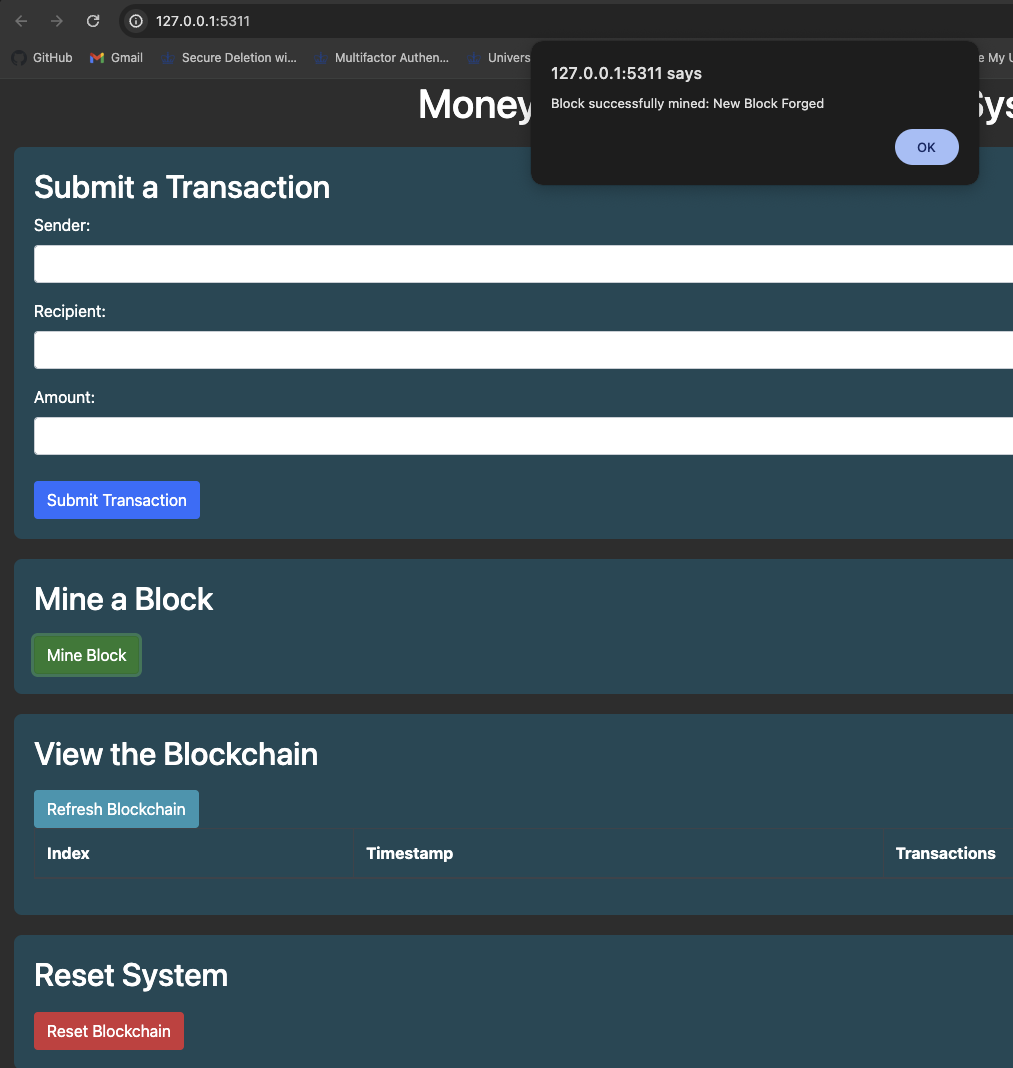 127.0.0.1:5311
GitHub Gmail Secure Deletion wi... Multifactor Authen... Univers e My U
127.0.0.1:5311 says
Block successfully mined: New Block Forged
OK
Money Sys
Submit a Transaction
Sender:
Recipient:
Amount:
Submit Transaction
Mine a Block
Mine Block
View the Blockchain
Refresh Blockchain
Index Timestamp Transactions
Reset System
Reset Blockchain